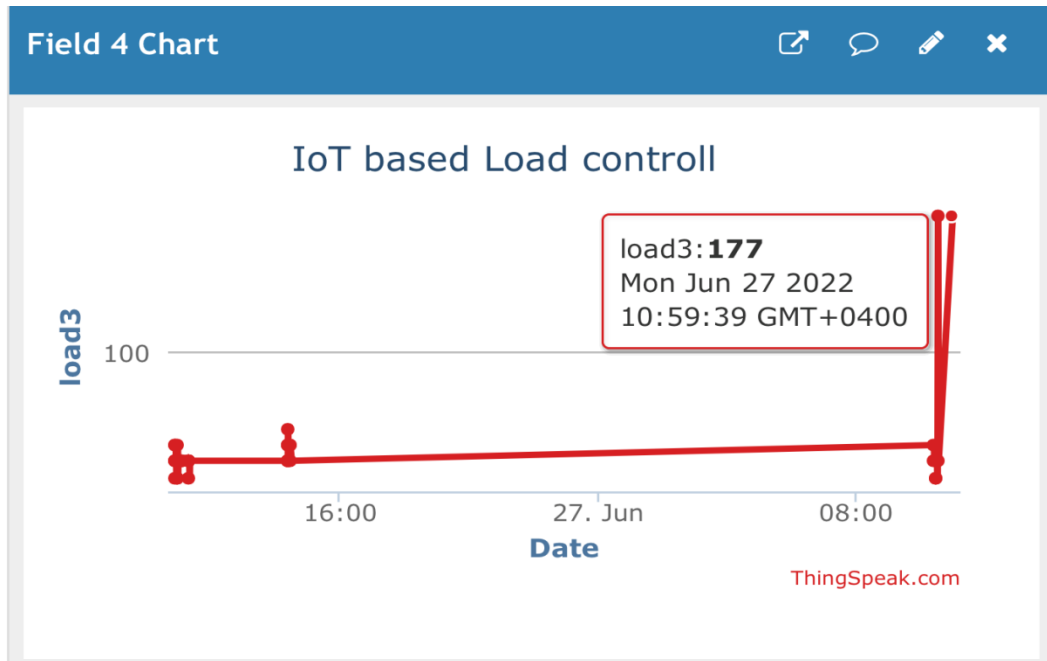 Field 4 Chart
IoT based Load controll
load3:177
Mon Jun 27 2022
10:59:39 GMT+0400
load3
100
16:00
27. Jun
08:00
Date
ThingSpeak.com